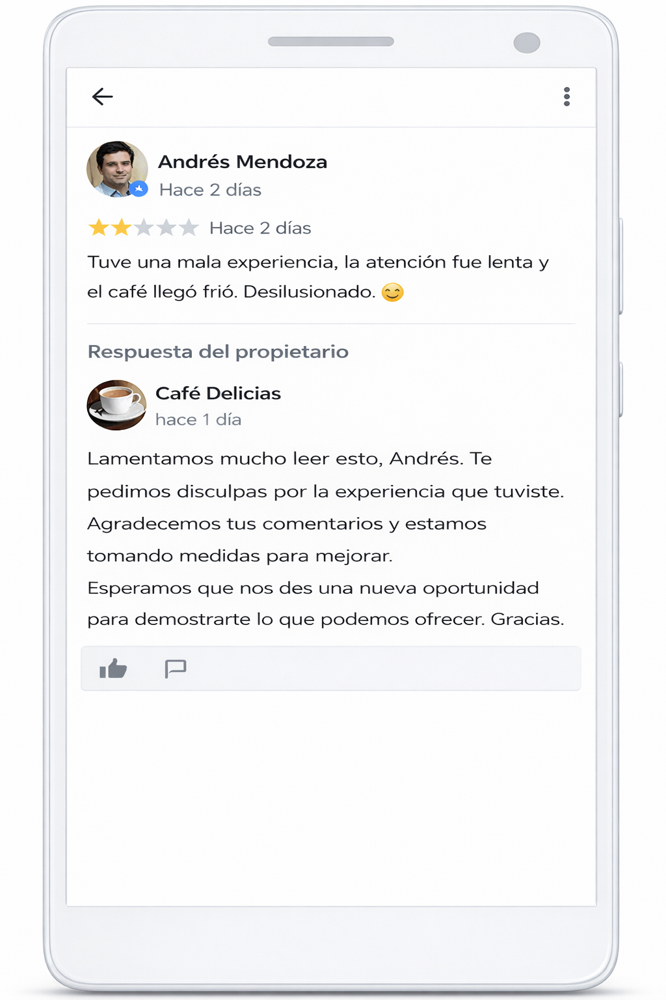 Andrés Mendoza
Hace 2 días
Hace 2 días
Tuve una mala experiencia, la atención fue lenta y
el café llegó frió. Desilusionado. 😊
Respuesta del propietario
Café Delicias
hace 1 día
Lamentamos mucho leer esto, Andrés. Te
pedimos disculpas por la experiencia que tuviste.
Agradecemos tus comentarios y estamos
tomando medidas para mejorar.
Esperamos que nos des una nueva oportunidad
para demostrarte lo que podemos ofrecer. Gracias.